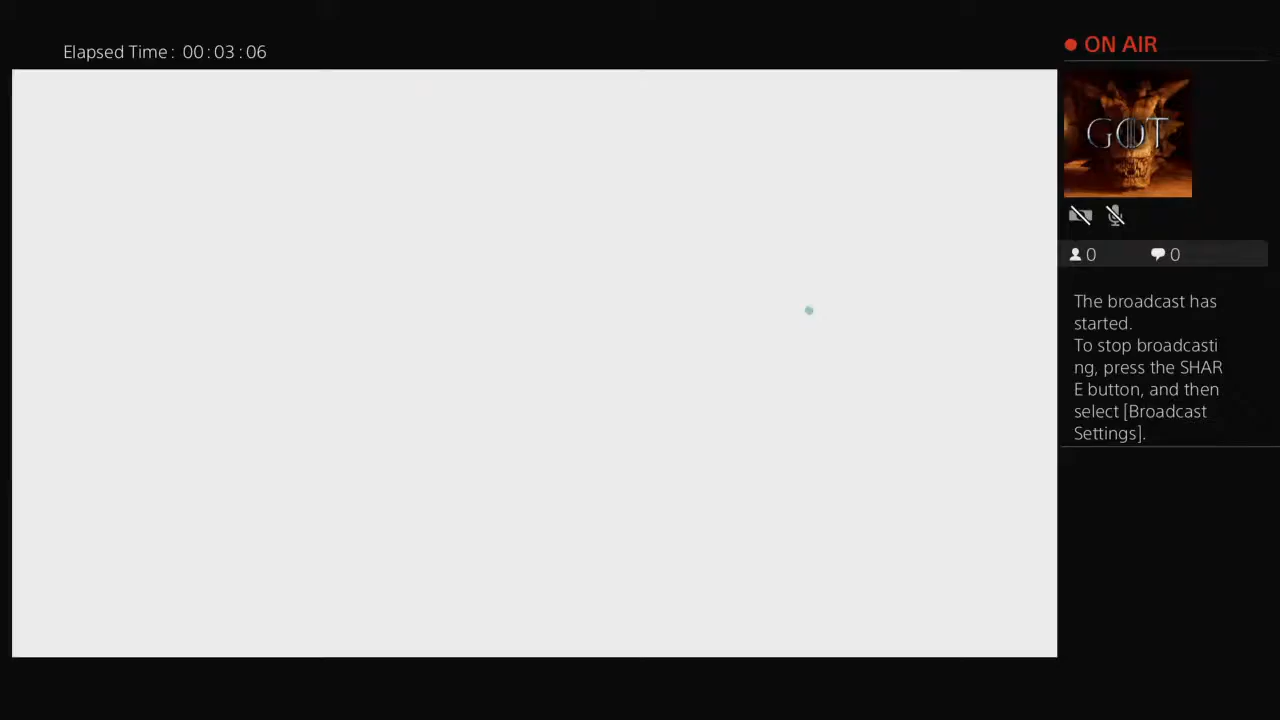 Elapsed Time: 00:03:06
ON AIR
GOT
0 0
The broadcast has
started.
To stop broadcasti
ng, press the SHAR
E button, and then
select [Broadcast
Settings].